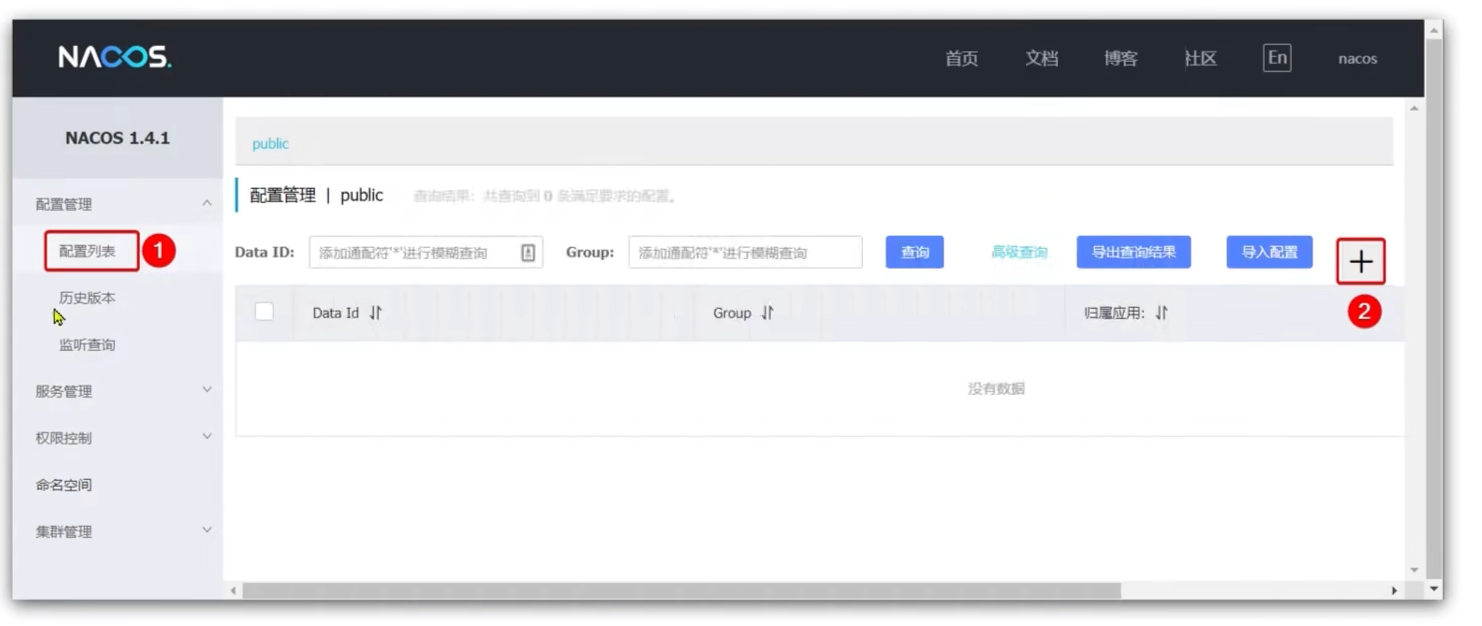 NACOS.
首页 文档 博客 社区 En nacos
NACOS 1.4.1
public
配置管理
配置管理 | public 查询结果：共查询到 0 条满足要求的配置。
配置列表 1
Data ID: 添加通配符'*'进行模糊查询 Group: 添加通配符'*'进行模糊查询 查询 高级查询 导出查询结果 导入配置 +
历史版本
Data Id Group 归属应用: 2
监听查询
服务管理
没有数据
权限控制
命名空间
集群管理